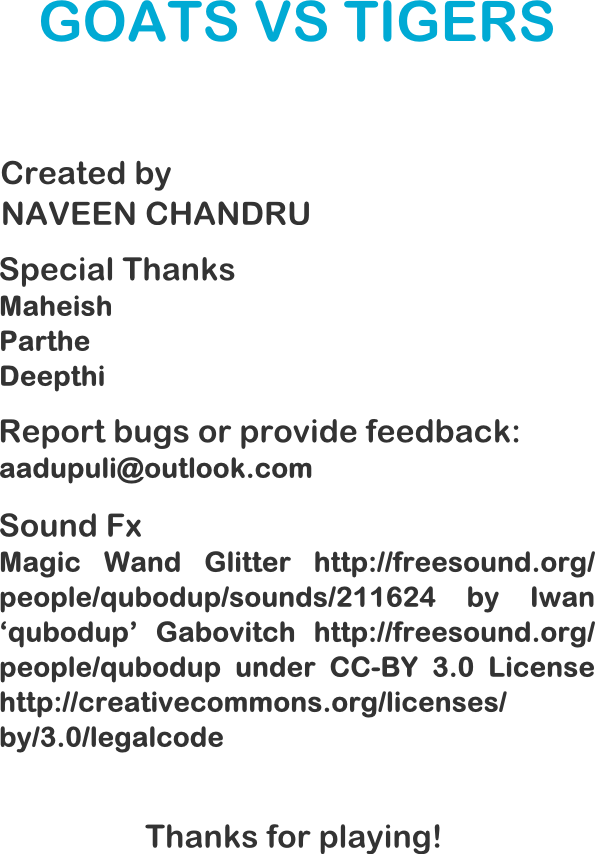 GOATS VS TIGERS
Created by
NAVEEN CHANDRU
Special Thanks
Maheish
Parthe
Deepthi
Report bugs or provide feedback:
aadupuli@outlook.com
Sound Fx
Magic Wand Glitter http://freesound.org/
people/qubodup/sounds/211624 by Iwan
‘qubodup’ Gabovitch http://freesound.org/
people/qubodup under CC-BY 3.0 License
http://creativecommons.org/licenses/
by/3.0/legalcode
Thanks for playing!